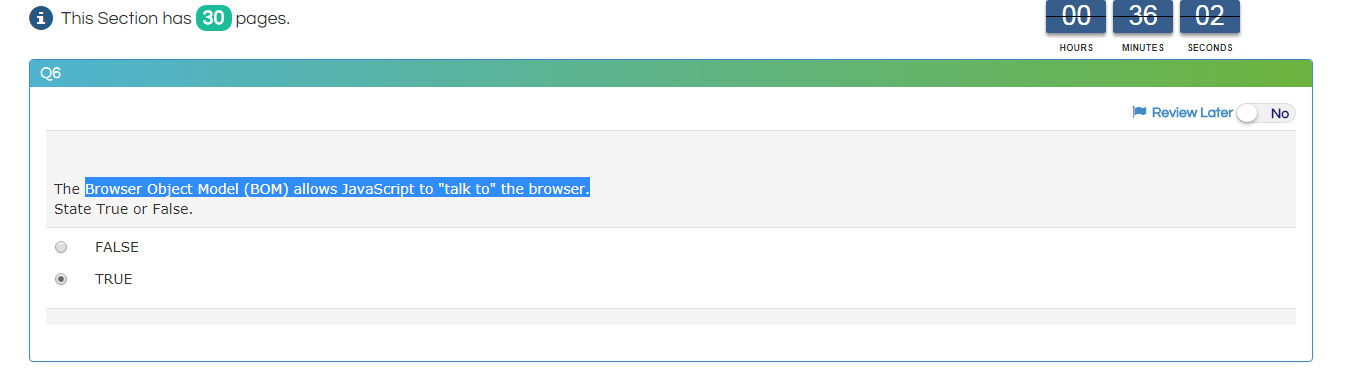 This Section has 30 pages.
00 36 02
HOURS MINUTES SECONDS
Q6
Review Later No
The Browser Object Model (BOM) allows JavaScript to "talk to" the browser.
State True or False.
FALSE
TRUE